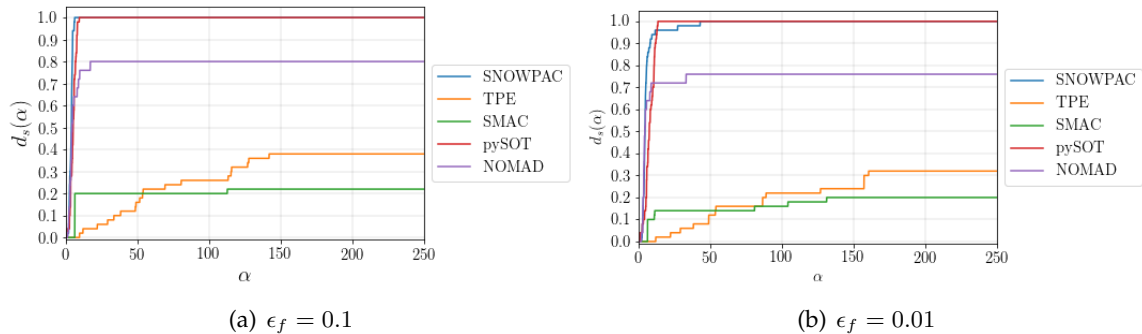 1.0
0.9
0.8
0.7
0.6
0.5
0.4
0.3
0.2
0.1
0.0
d_s(α)
0 50 100 150 200 250
α
SNOWPAC
TPE
SMAC
pySOT
NOMAD
(a) ϵ_f = 0.1
1.0
0.9
0.8
0.7
0.6
0.5
0.4
0.3
0.2
0.1
0.0
d_s(α)
0 50 100 150 200 250
α
SNOWPAC
TPE
SMAC
pySOT
NOMAD
(b) ϵ_f = 0.01